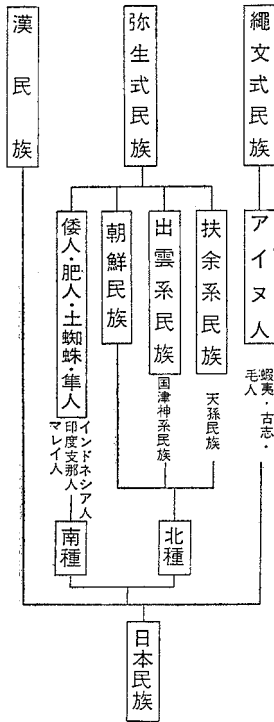 繩文式民族
アイヌ人
蝦夷・古志・
毛人
弥生式民族
扶余系民族
天孫民族
出雲系民族
国津神系民族
朝鮮民族
倭人・肥人・土蜘蛛・隼人
インドネシア人
印度支那人
マレイ人
漢民族
北種
南種
日本民族